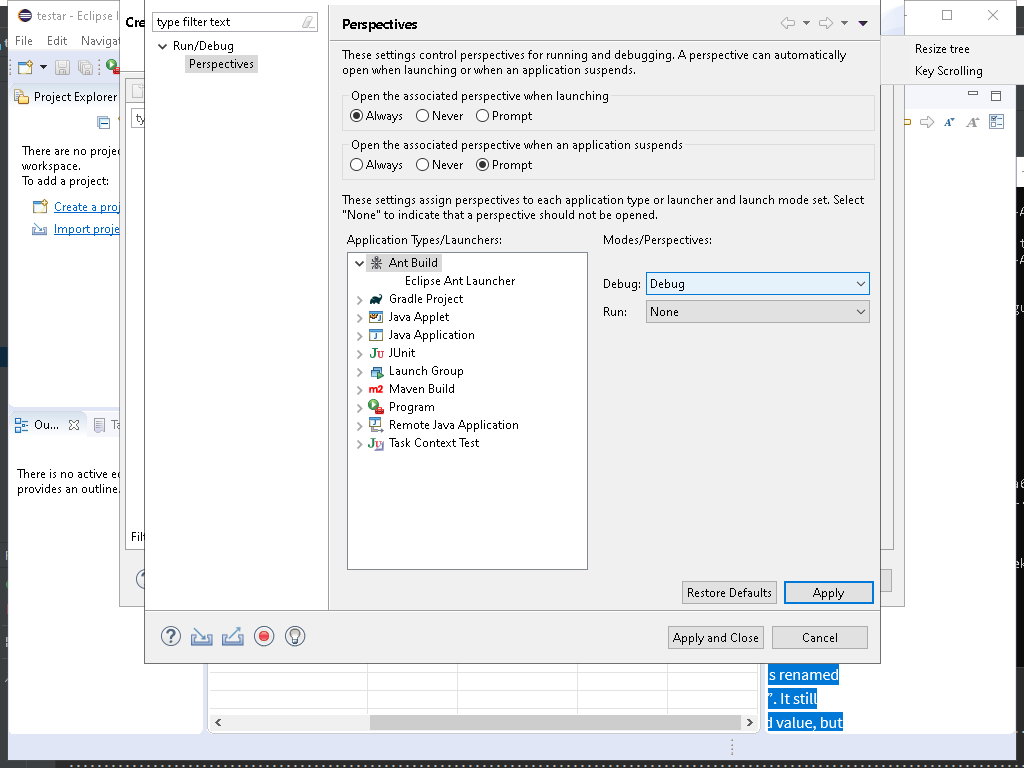 testar - Eclipse I
File Edit Navigat
Project Explorer
There are no projec
workspace.
To add a project:
Create a proj
Import proje
Ou...
Ta
There is no active ed
provides an outline.
Cre
ty
Filt
type filter text
Run/Debug
Perspectives
Perspectives
These settings control perspectives for running and debugging. A perspective can automatically
open when launching or when an application suspends.
Open the associated perspective when launching
Always Never Prompt
Open the associated perspective when an application suspends
Always Never Prompt
These settings assign perspectives to each application type or launcher and launch mode set. Select
"None" to indicate that a perspective should not be opened.
Application Types/Launchers:
Ant Build
Eclipse Ant Launcher
Gradle Project
Java Applet
Java Application
JUnit
Launch Group
Maven Build
Program
Remote Java Application
Task Context Test
Modes/Perspectives:
Debug: Debug
Run: None
Restore Defaults Apply
Apply and Close Cancel
Resize tree
Key Scrolling
s renamed
”. It still
d value, but